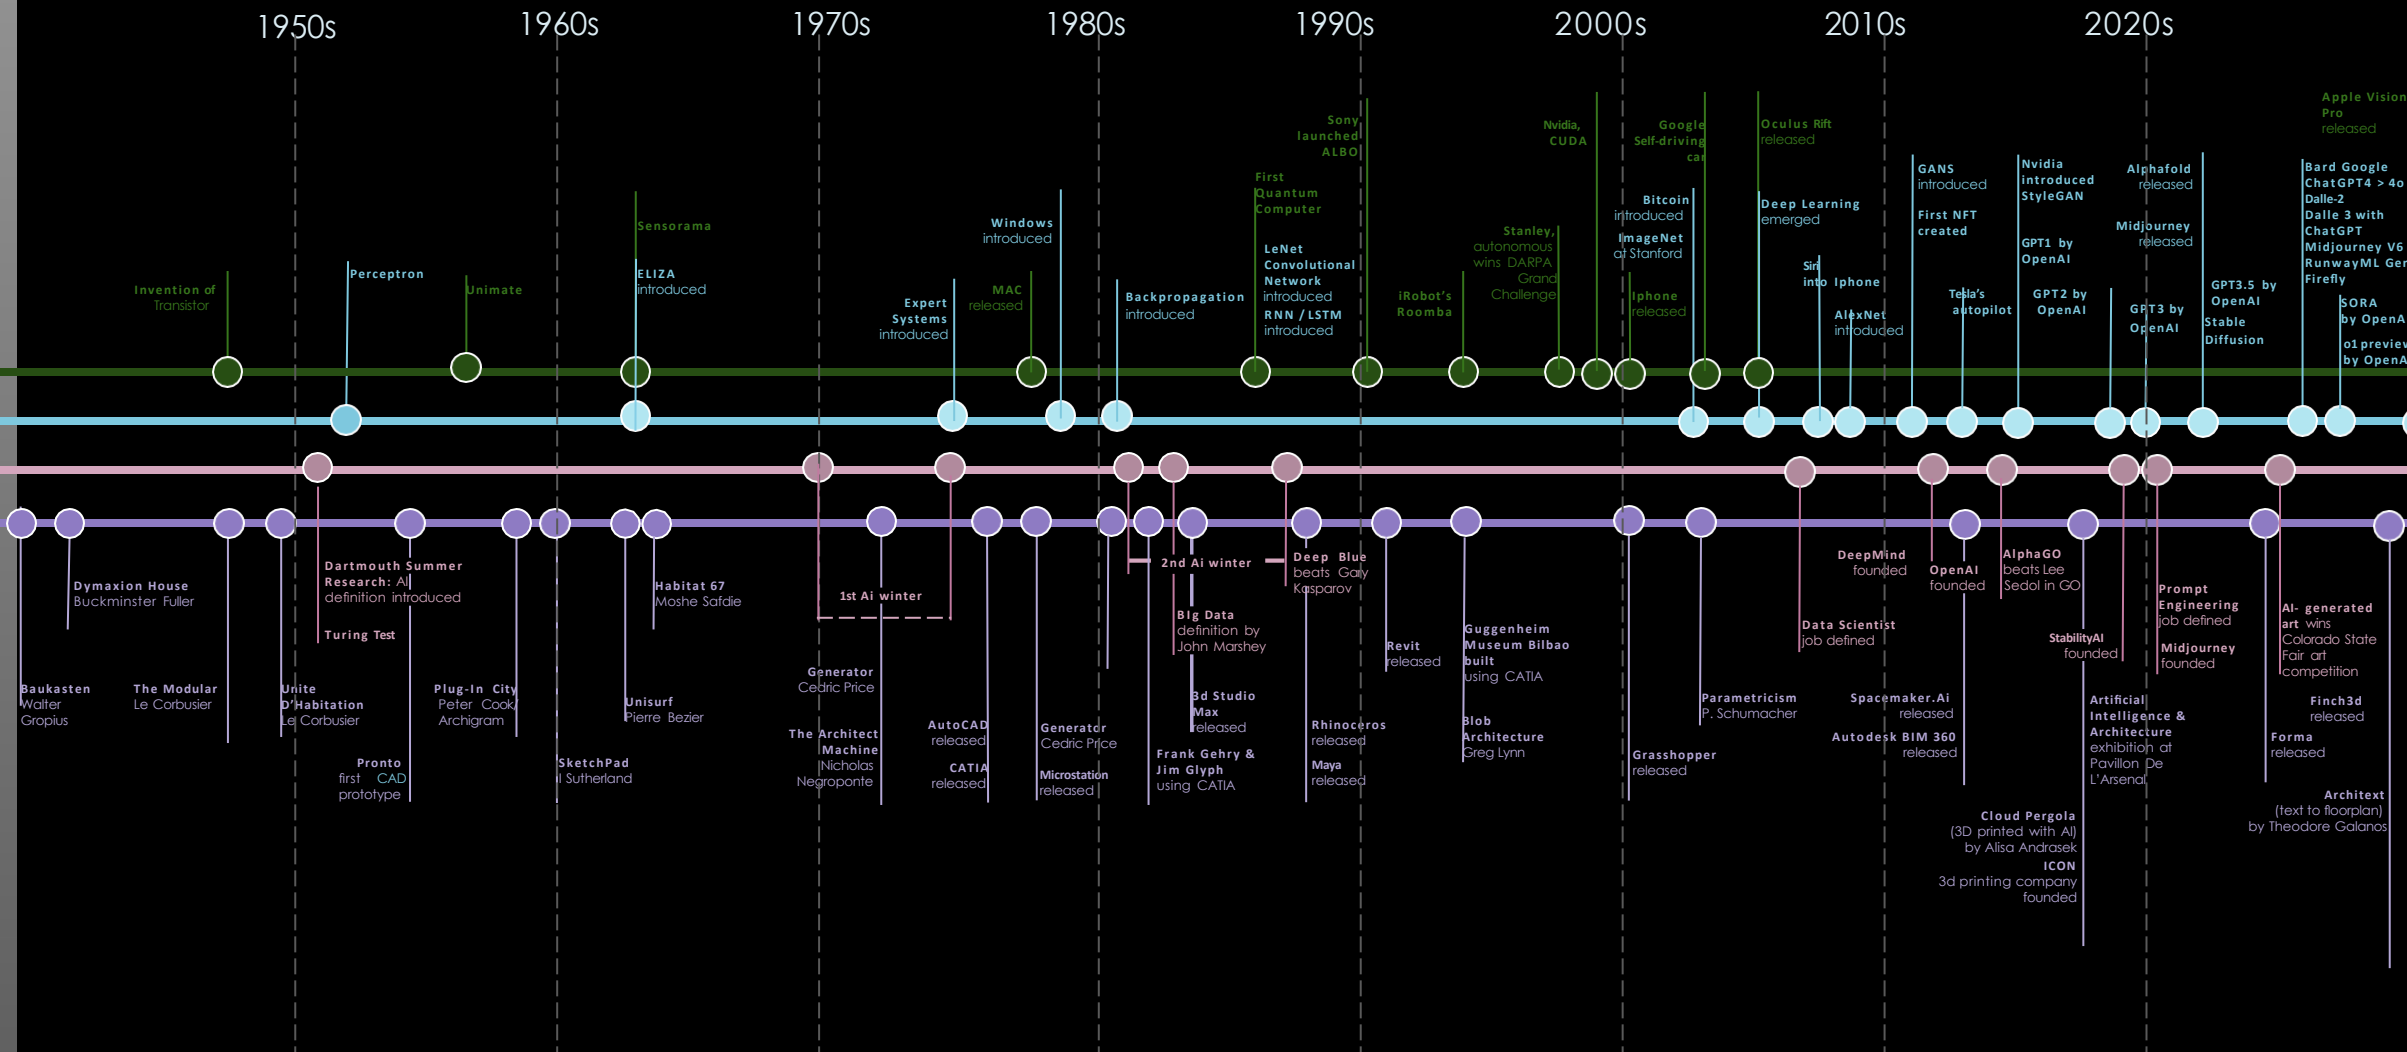 1950s
1960s
1970s
1980s
1990s
2000s
2010s
2020s
Invention of
Transistor
Unimate
Sensorama
MAC
released
First
Quantum
Computer
Sony
launched
ALBO
iRobot's
Roomba
Stanley,
autonomous
wins DARPA
Grand
Challenge
Nvidia,
CUDA
Iphone
released
Google
Self-driving
car
Oculus Rift
released
Apple Vision
Pro
released
Perceptron
ELIZA
introduced
Expert
Systems
introduced
Windows
introduced
Backpropagation
introduced
LeNet
Convolutional
Network
introduced
RNN / LSTM
introduced
Bitcoin
introduced
ImageNet
at Stanford
Deep Learning
emerged
Siri
into Iphone
AlexNet
introduced
GANS
introduced
First NFT
created
Tesla's
autopilot
Nvidia
introduced
StyleGAN
GPT1 by
OpenAI
GPT2 by
OpenAI
Alphafold
released
Midjourney
released
GPT3 by
OpenAI
GPT3.5 by
OpenAI
Stable
Diffusion
Bard Google
ChatGPT4 > 4o
Dalle-2
Dalle 3 with
ChatGPT
Midjourney V6
RunwayML Ger
Firefly
SORA
by OpenA
o1 preview
by OpenA
Dartmouth Summer
Research: AI
definition introduced
Turing Test
1st Ai winter
2nd Ai winter
BIg Data
definition by
John Marshey
Deep Blue
beats Gary
Kasparov
Data Scientist
job defined
DeepMind
founded
OpenAI
founded
AlphaGO
beats Lee
Sedol in GO
StabilityAI
founded
Prompt
Engineering
job defined
Midjourney
founded
AI- generated
art wins
Colorado State
Fair art
competition
Baukasten
Walter
Gropius
Dymaxion House
Buckminster Fuller
The Modular
Le Corbusier
Unite
D'Habitation
Le Corbusier
Pronto
first CAD
prototype
Plug-In City
Peter Cook/
Archigram
SketchPad
I Sutherland
Unisurf
Pierre Bezier
Habitat 67
Moshe Safdie
Generator
Cedric Price
The Architect
Machine
Nicholas
Negroponte
AutoCAD
released
CATIA
released
Generator
Cedric Price
Microstation
released
Frank Gehry &
Jim Glyph
using CATIA
3d Studio
Max
released
Rhinoceros
released
Maya
released
Revit
released
Guggenheim
Museum Bilbao
built
using CATIA
Blob
Architecture
Greg Lynn
Grasshopper
released
Parametricism
P. Schumacher
Spacemaker.Ai
released
Autodesk BIM 360
released
Cloud Pergola
(3D printed with AI)
by Alisa Andrasek
ICON
3d printing company
founded
Artificial
Intelligence &
Architecture
exhibition at
Pavillon De
L'Arsenal
Forma
released
Finch3d
released
Architext
(text to floorplan)
by Theodore Galanos